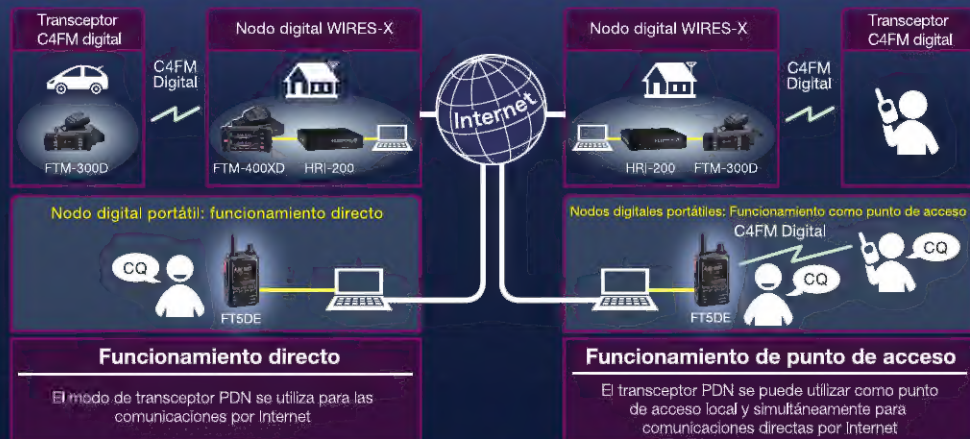 Transceptor
C4FM digital
Nodo digital WIRES-X
C4FM
Digital
FTM-300D
FTM-400XD
HRI-200
Internet
Nodo digital WIRES-X
Transceptor
C4FM digital
C4FM
Digital
HRI-200
FTM-300D
Nodo digital portátil: funcionamiento directo
CQ
FT5DE
Nodos digitales portátiles: Funcionamiento como punto de acceso
C4FM Digital
CQ
CQ
FT5DE
Funcionamiento directo
El modo de transceptor PDN se utiliza para las
comunicaciones por Internet
Funcionamiento de punto de acceso
El transceptor PDN se puede utilizar como punto
de acceso local y simultáneamente para
comunicaciones directas por Internet